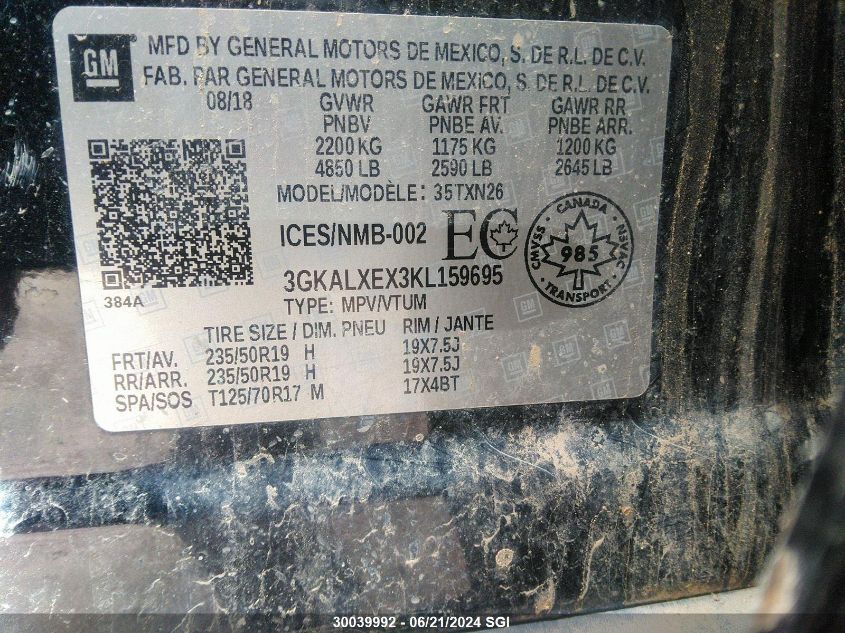 GM
MFD BY GENERAL MOTORS DE MEXICO, S. DE R.L. DE C.V.
FAB. PAR GENERAL MOTORS DE MEXICO, S. DE R.L. DE C.V.
08/18 GVWR GAWR FRT GAWR RR
PNBV PNBE AV. PNBE ARR.
2200 KG 1175 KG 1200 KG
4850 LB 2590 LB 2645 LB
MODEL/MODÈLE: 35TXN26
ICES/NMB-002 EC
CANADA
CMVSS 985 NSVAC
TRANSPORT
3GKALXEX3KL159695
384A
TYPE: MPV/VTUM
TIRE SIZE / DIM. PNEU RIM / JANTE
FRT/AV. 235/50R19 H 19X7.5J
RR/ARR. 235/50R19 H 19X7.5J
SPA/SOS T125/70R17 M 17X4BT
30039992 - 06/21/2024 SGI